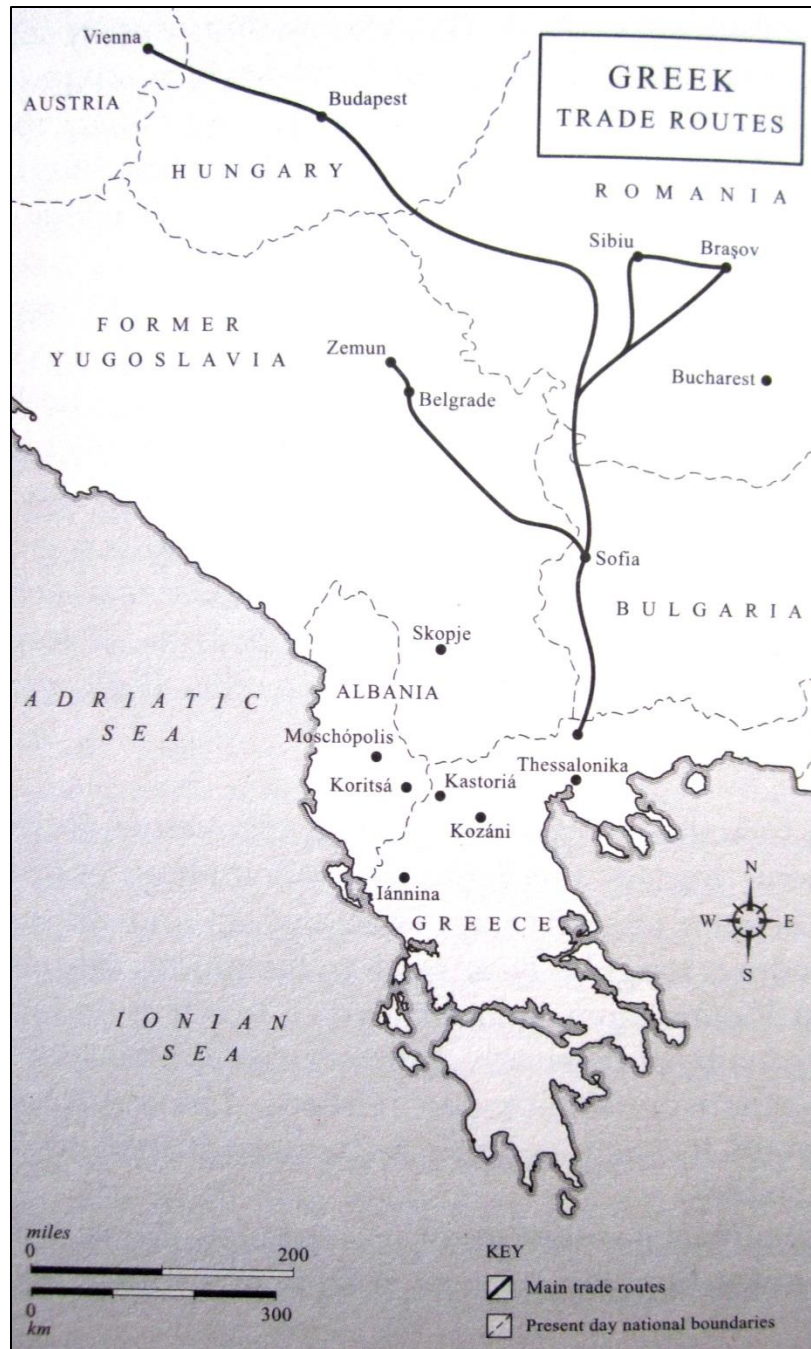 Vienna
GREEK
TRADE ROUTES
AUSTRIA
Budapest
HUNGARY
ROMANIA
Sibiu
Braşov
FORMER
YUGOSLAVIA
Zemun
Bucharest
Belgrade
Sofia
BULGARIA
Skopje
ADRIATIC
SEA
ALBANIA
Moschópolis
Thessalonika
Koritsá
Kastoriá
Kozáni
Iánnina
N
W
E
S
GREECE
IONIAN
SEA
miles
0
200
0
300
km
KEY
Main trade routes
Present day national boundaries